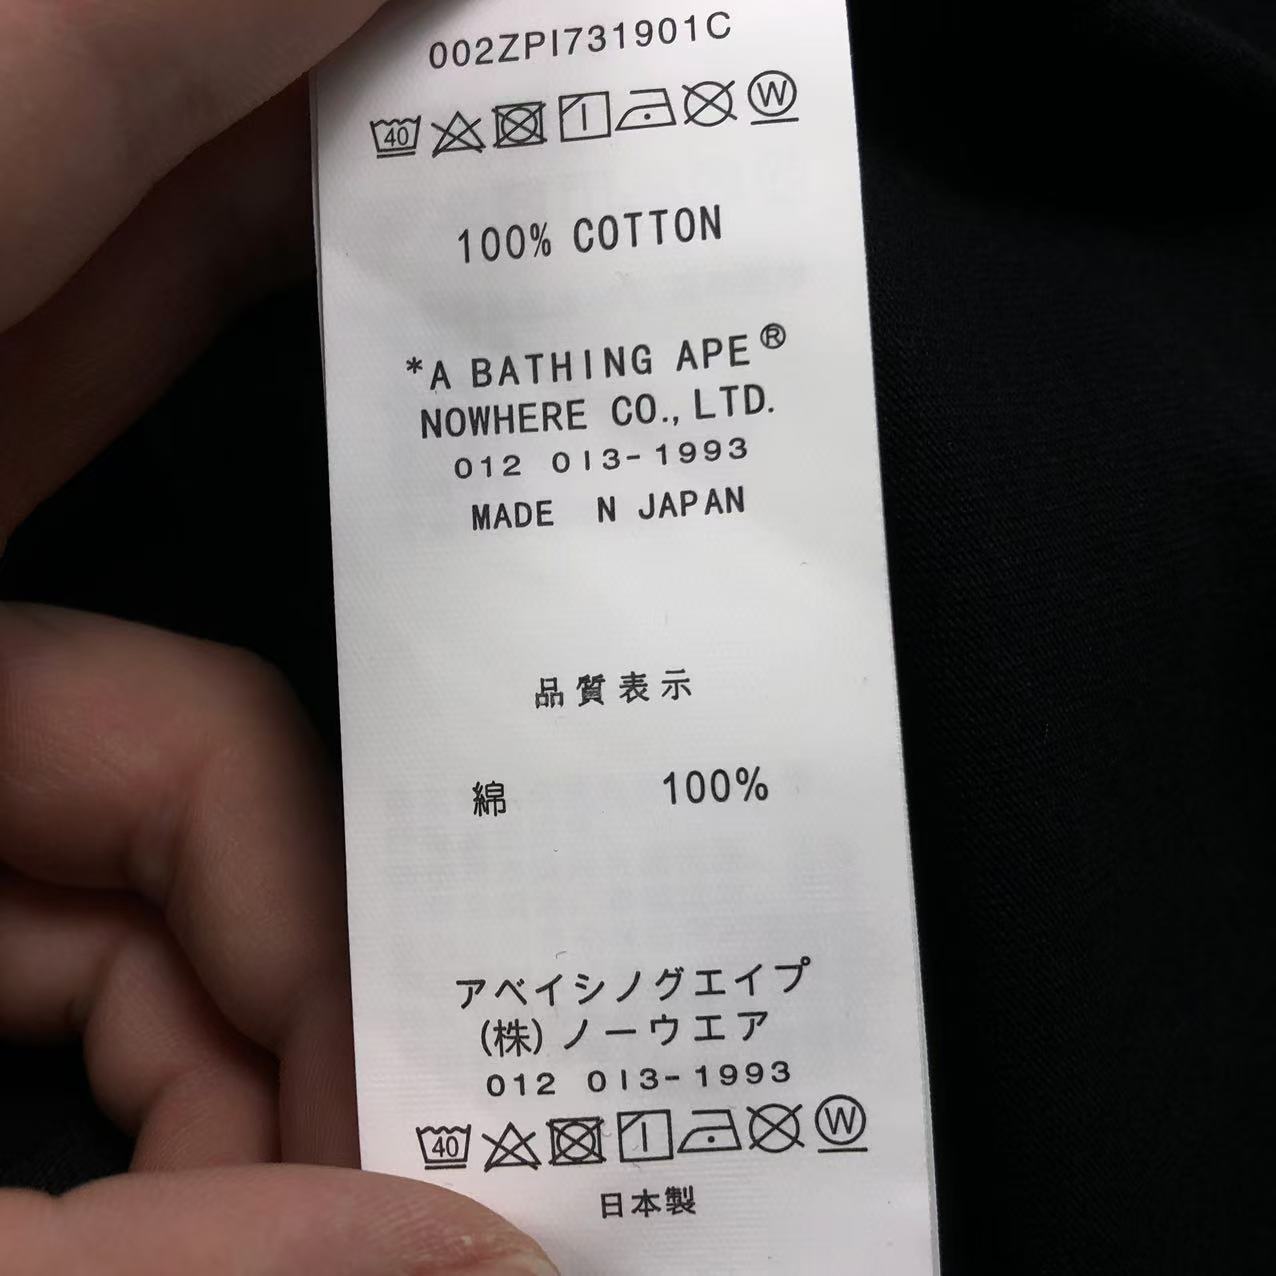 002ZPI731901C
40 W
100% COTTON
*A BATHING APE®
NOWHERE CO., LTD.
012 013-1993
MADE N JAPAN
品質表示
綿 100%
アベイシノグエイプ
(株)ノーウエア
012 013-1993
40 W
日本製